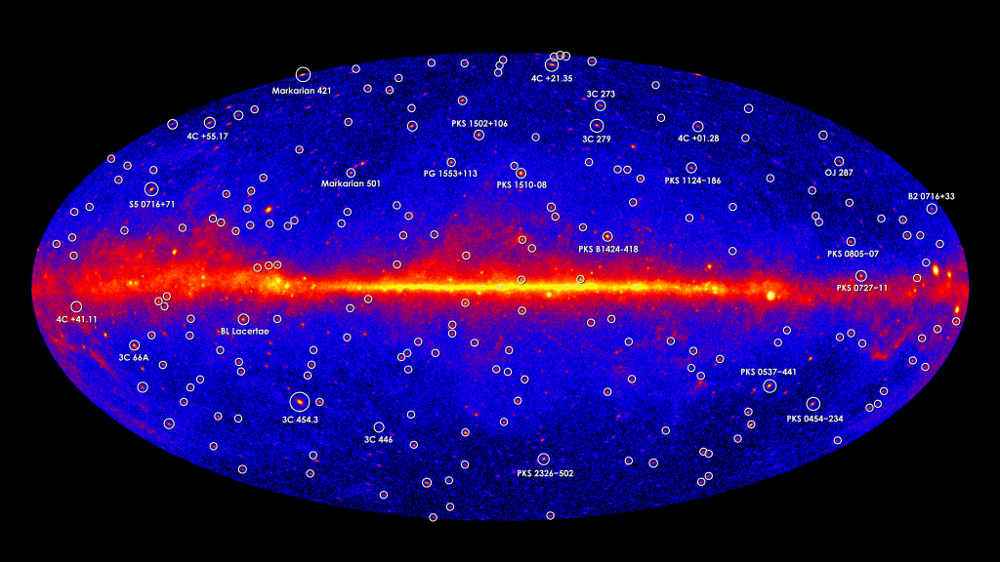 4C +21.35
Markarian 421
3C 273
PKS 1502+106
4C +55.17
3C 279
4C +01.28
PG 1553+113
OJ 287
Markarian 501
PKS 1510-08
PKS 1124−186
B2 0716+33
S5 0716+71
PKS B1424-418
PKS 0805−07
PKS 0727−11
4C +41.11
BL Lacertae
3C 66A
PKS 0537−441
3C 454.3
PKS 0454−234
3C 446
PKS 2326−502